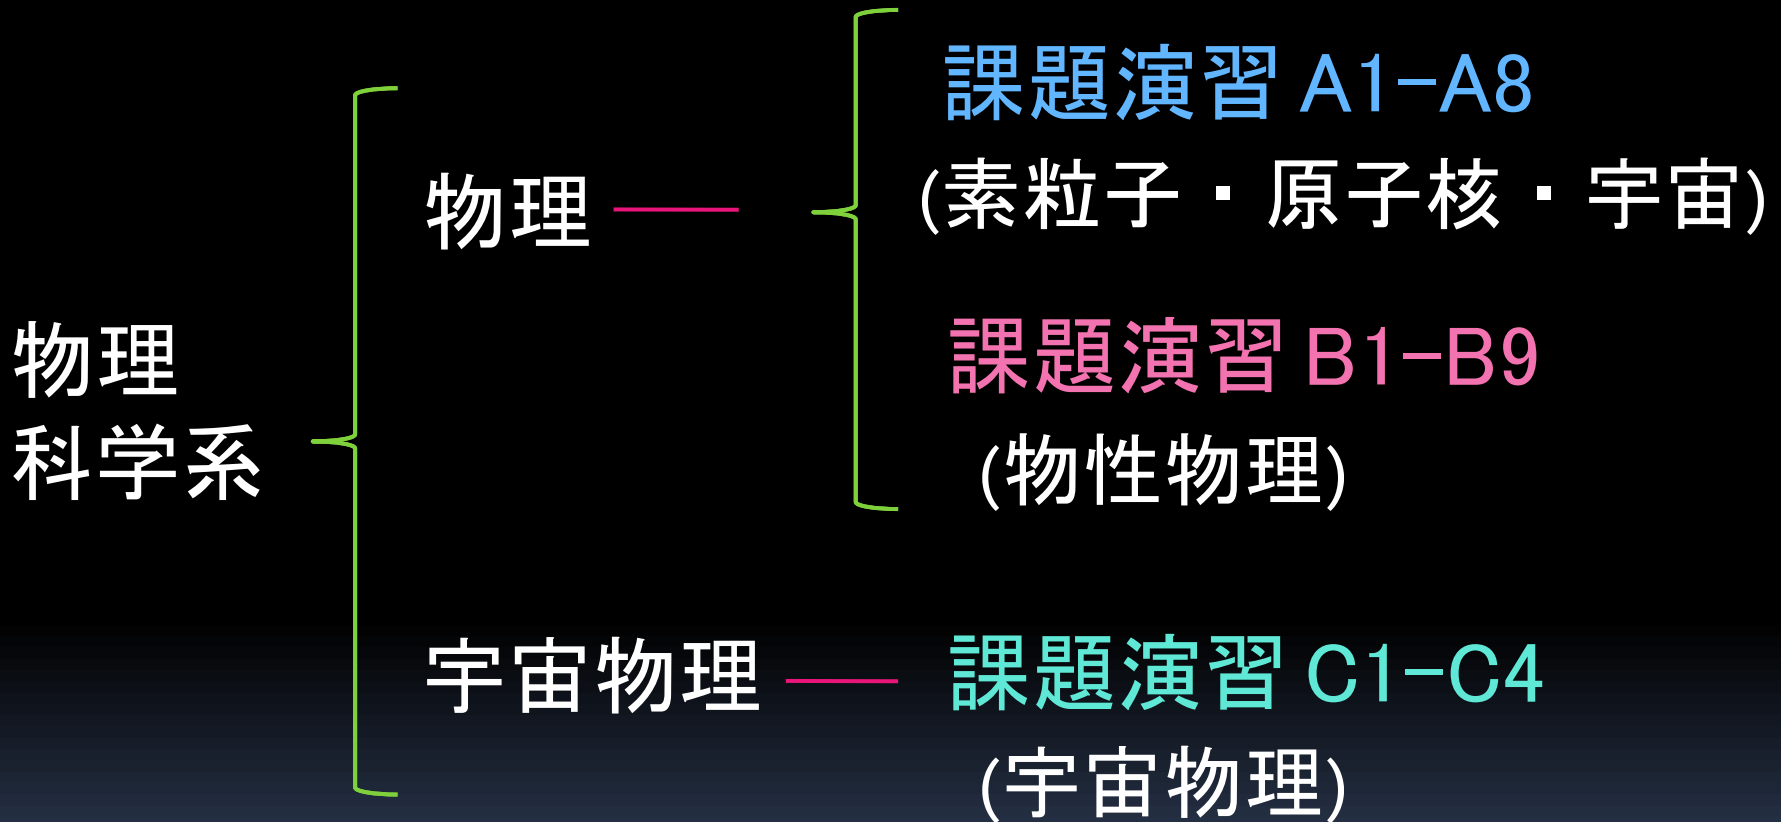 物理
科学系
物理
課題演習 A1-A8
(素粒子・原子核・宇宙)
課題演習 B1-B9
(物性物理)
宇宙物理
課題演習 C1-C4
(宇宙物理)